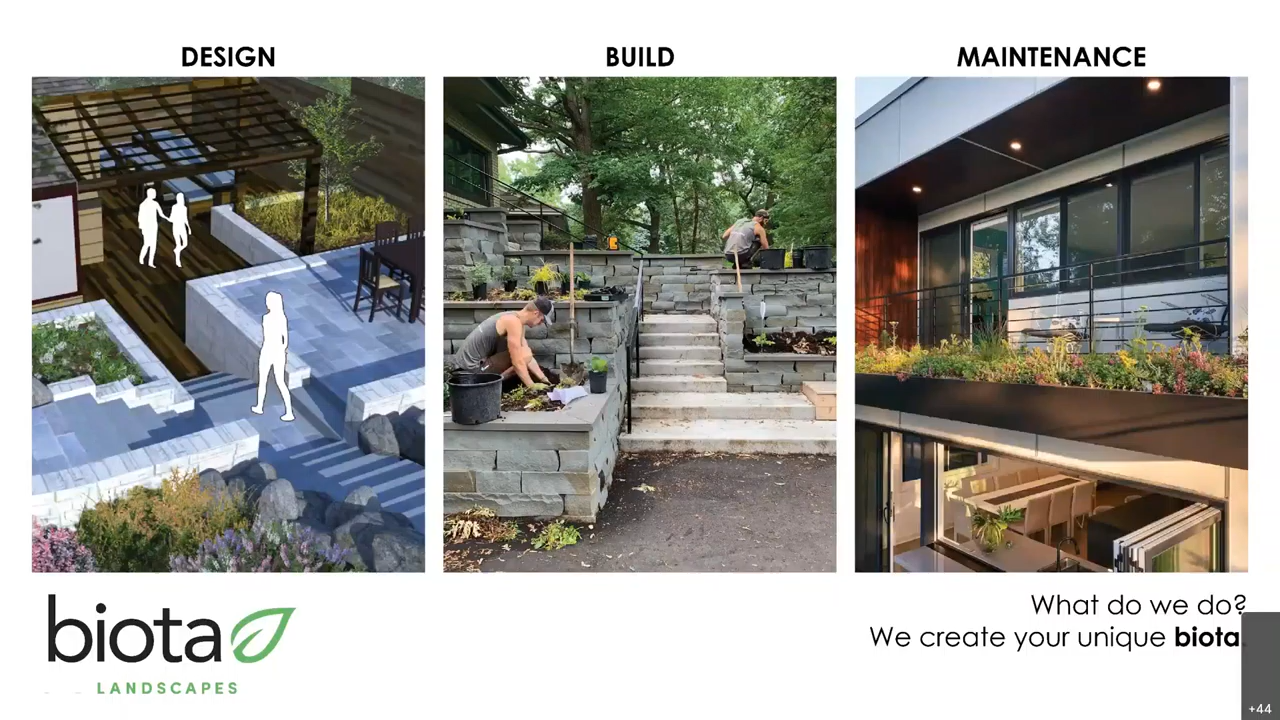 DESIGN
BUILD
MAINTENANCE
biota
LANDSCAPES
What do we do?
We create your unique biota.
+44